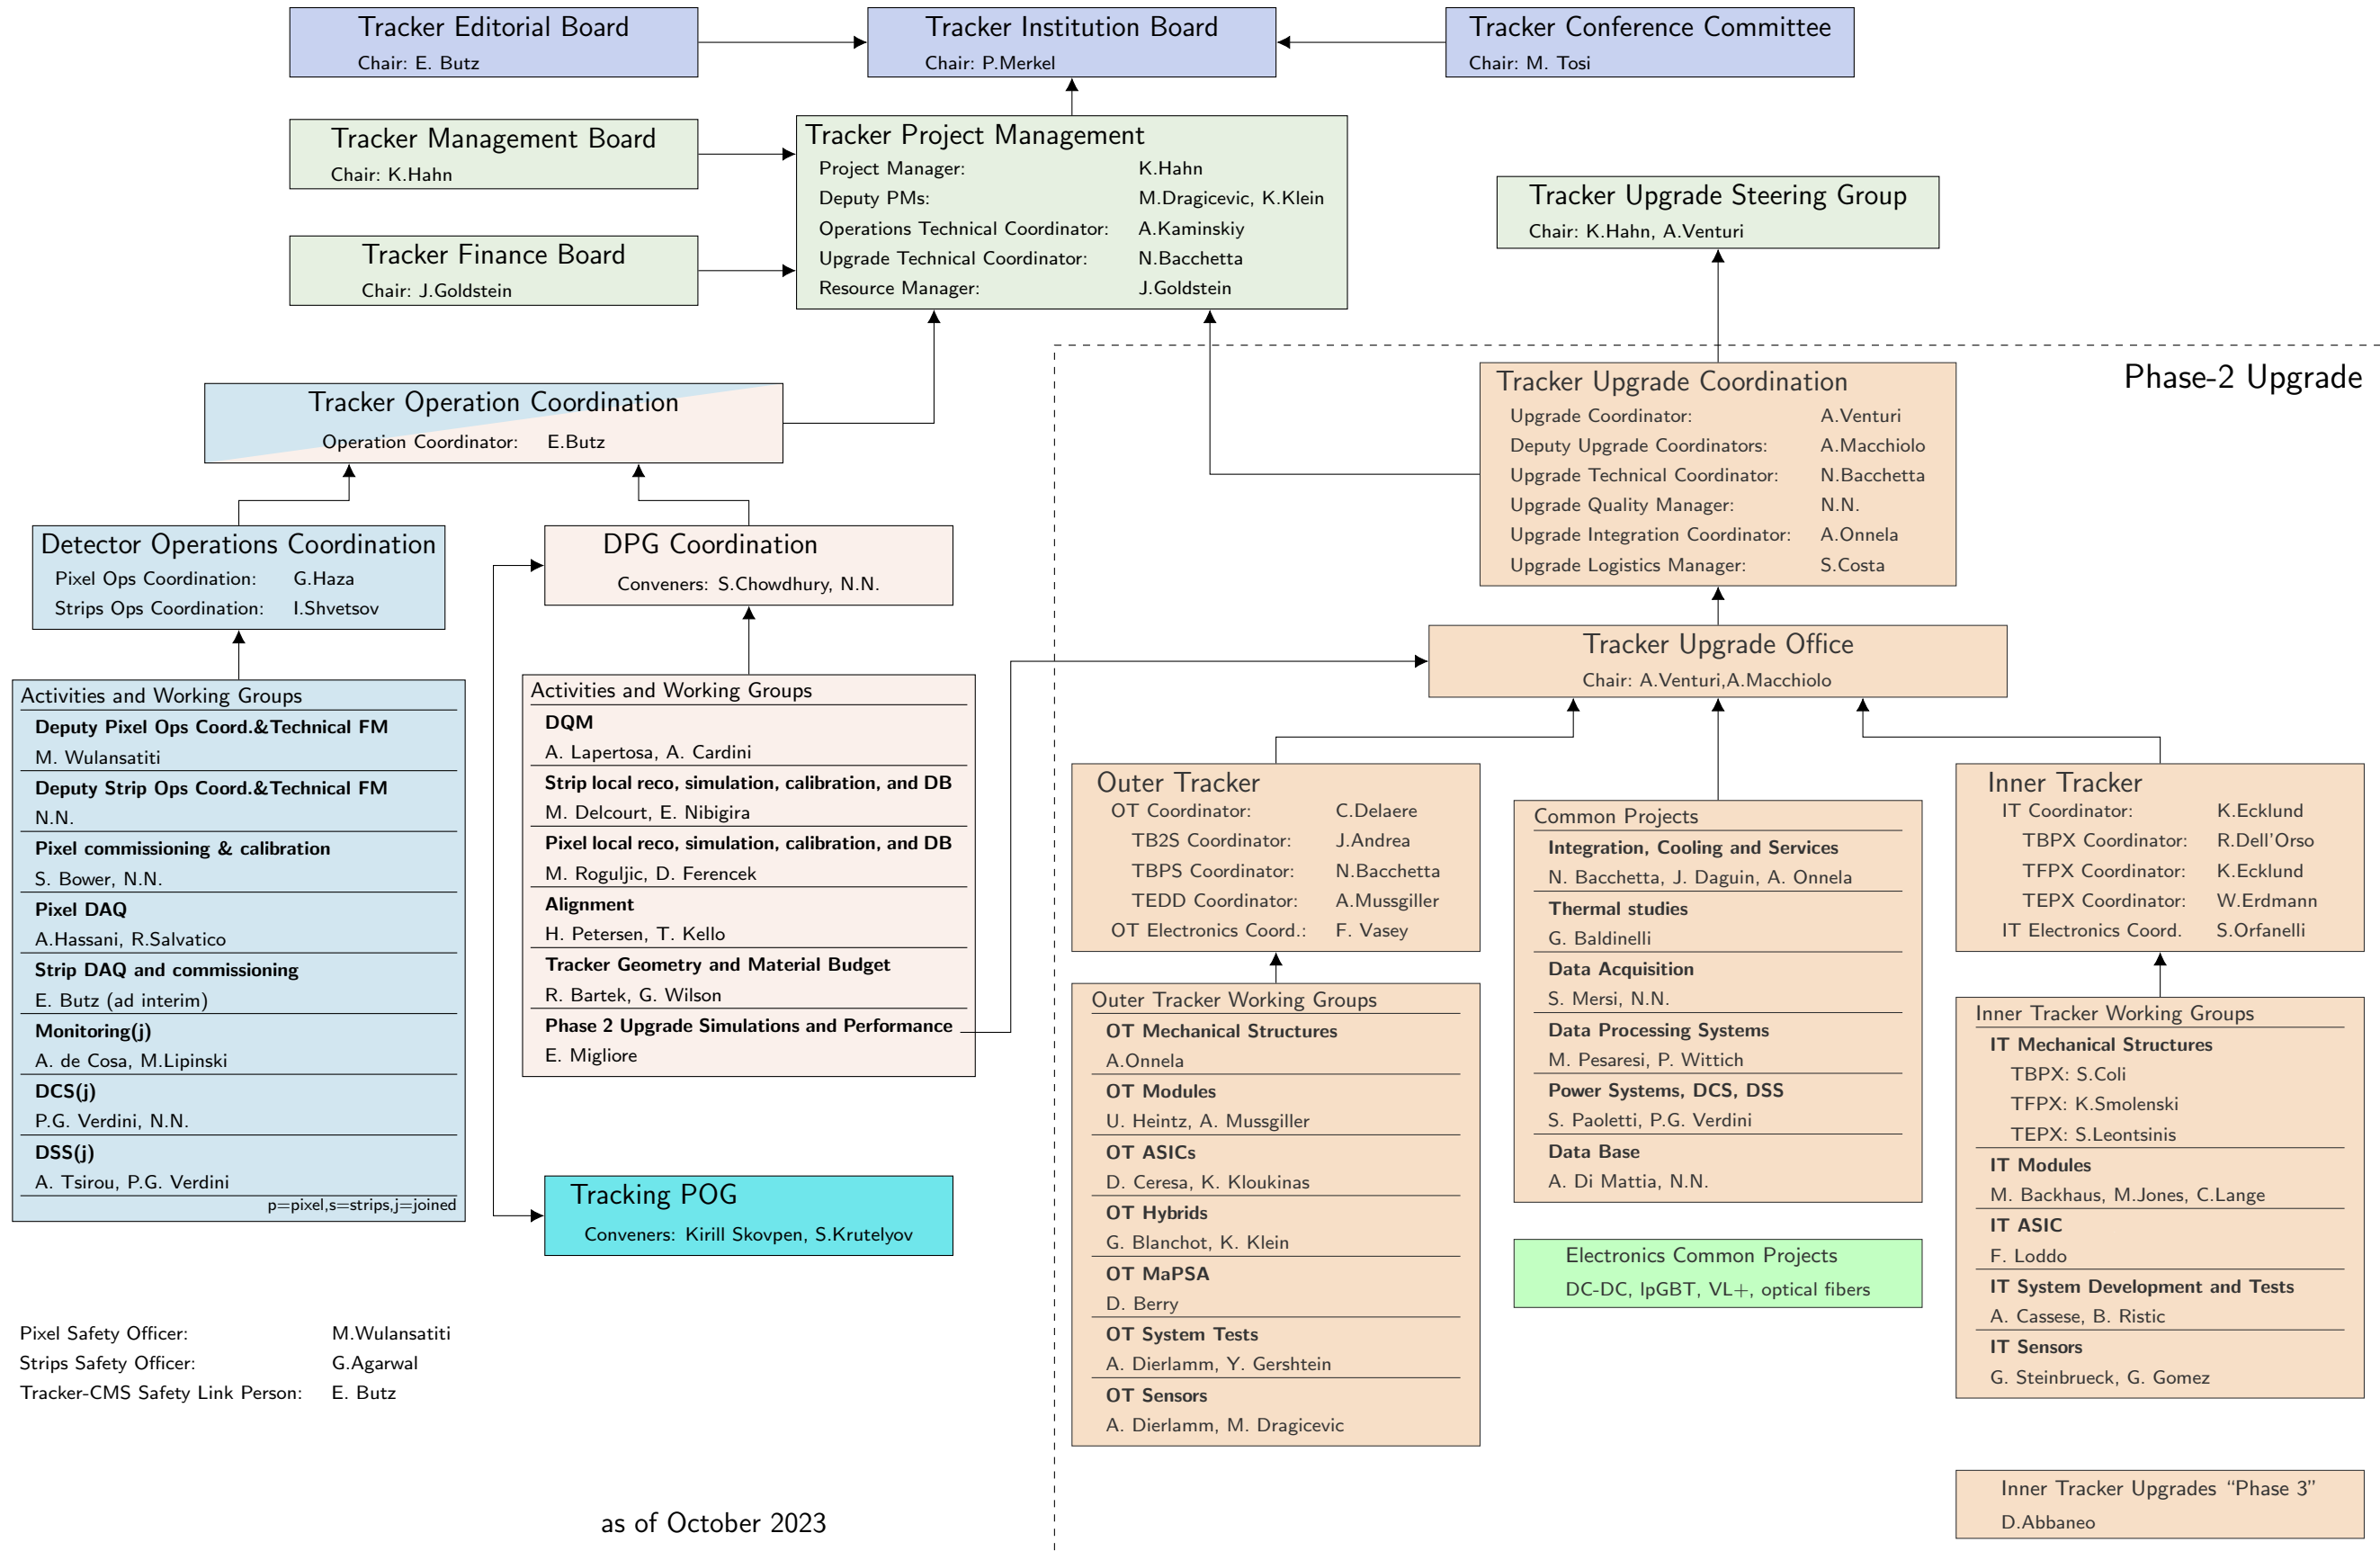 Tracker Editorial Board
Chair: E. Butz
Tracker Institution Board
Chair: P.Merkel
Tracker Conference Committee
Chair: M. Tosi
Tracker Management Board
Chair: K.Hahn
Tracker Finance Board
Chair: J.Goldstein
Tracker Project Management
Project Manager: K.Hahn
Deputy PMs: M.Dragicevic, K.Klein
Operations Technical Coordinator: A.Kaminskiy
Upgrade Technical Coordinator: N.Bacchetta
Resource Manager: J.Goldstein
Tracker Upgrade Steering Group
Chair: K.Hahn, A.Venturi
Phase-2 Upgrade
Tracker Operation Coordination
Operation Coordinator: E.Butz
Tracker Upgrade Coordination
Upgrade Coordinator: A.Venturi
Deputy Upgrade Coordinators: A.Macchiolo
Upgrade Technical Coordinator: N.Bacchetta
Upgrade Quality Manager: N.N.
Upgrade Integration Coordinator: A.Onnela
Upgrade Logistics Manager: S.Costa
Detector Operations Coordination
Pixel Ops Coordination: G.Haza
Strips Ops Coordination: I.Shvetsov
DPG Coordination
Conveners: S.Chowdhury, N.N.
Tracker Upgrade Office
Chair: A.Venturi,A.Macchiolo
Activities and Working Groups
Deputy Pixel Ops Coord.&Technical FM
M. Wulansatiti
Deputy Strip Ops Coord.&Technical FM
N.N.
Pixel commissioning & calibration
S. Bower, N.N.
Pixel DAQ
A.Hassani, R.Salvatico
Strip DAQ and commissioning
E. Butz (ad interim)
Monitoring(j)
A. de Cosa, M.Lipinski
DCS(j)
P.G. Verdini, N.N.
DSS(j)
A. Tsirou, P.G. Verdini
p=pixel,s=strips,j=joined
Activities and Working Groups
DQM
A. Lapertosa, A. Cardini
Strip local reco, simulation, calibration, and DB
M. Delcourt, E. Nibigira
Pixel local reco, simulation, calibration, and DB
M. Roguljic, D. Ferencek
Alignment
H. Petersen, T. Kello
Tracker Geometry and Material Budget
R. Bartek, G. Wilson
Phase 2 Upgrade Simulations and Performance
E. Migliore
Tracking POG
Conveners: Kirill Skovpen, S.Krutelyov
Outer Tracker
OT Coordinator: C.Delaere
TB2S Coordinator: J.Andrea
TBPS Coordinator: N.Bacchetta
TEDD Coordinator: A.Mussgiller
OT Electronics Coord.: F. Vasey
Outer Tracker Working Groups
OT Mechanical Structures
A.Onnela
OT Modules
U. Heintz, A. Mussgiller
OT ASICs
D. Ceresa, K. Kloukinas
OT Hybrids
G. Blanchot, K. Klein
OT MaPSA
D. Berry
OT System Tests
A. Dierlamm, Y. Gershtein
OT Sensors
A. Dierlamm, M. Dragicevic
Common Projects
Integration, Cooling and Services
N. Bacchetta, J. Daguin, A. Onnela
Thermal studies
G. Baldinelli
Data Acquisition
S. Mersi, N.N.
Data Processing Systems
M. Pesaresi, P. Wittich
Power Systems, DCS, DSS
S. Paoletti, P.G. Verdini
Data Base
A. Di Mattia, N.N.
Electronics Common Projects
DC-DC, lpGBT, VL+, optical fibers
Inner Tracker
IT Coordinator: K.Ecklund
TBPX Coordinator: R.Dell'Orso
TFPX Coordinator: K.Ecklund
TEPX Coordinator: W.Erdmann
IT Electronics Coord. S.Orfanelli
Inner Tracker Working Groups
IT Mechanical Structures
TBPX: S.Coli
TFPX: K.Smolenski
TEPX: S.Leontsinis
IT Modules
M. Backhaus, M.Jones, C.Lange
IT ASIC
F. Loddo
IT System Development and Tests
A. Cassese, B. Ristic
IT Sensors
G. Steinbrueck, G. Gomez
Inner Tracker Upgrades “Phase 3”
D.Abbaneo
Pixel Safety Officer: M.Wulansatiti
Strips Safety Officer: G.Agarwal
Tracker-CMS Safety Link Person: E. Butz
as of October 2023